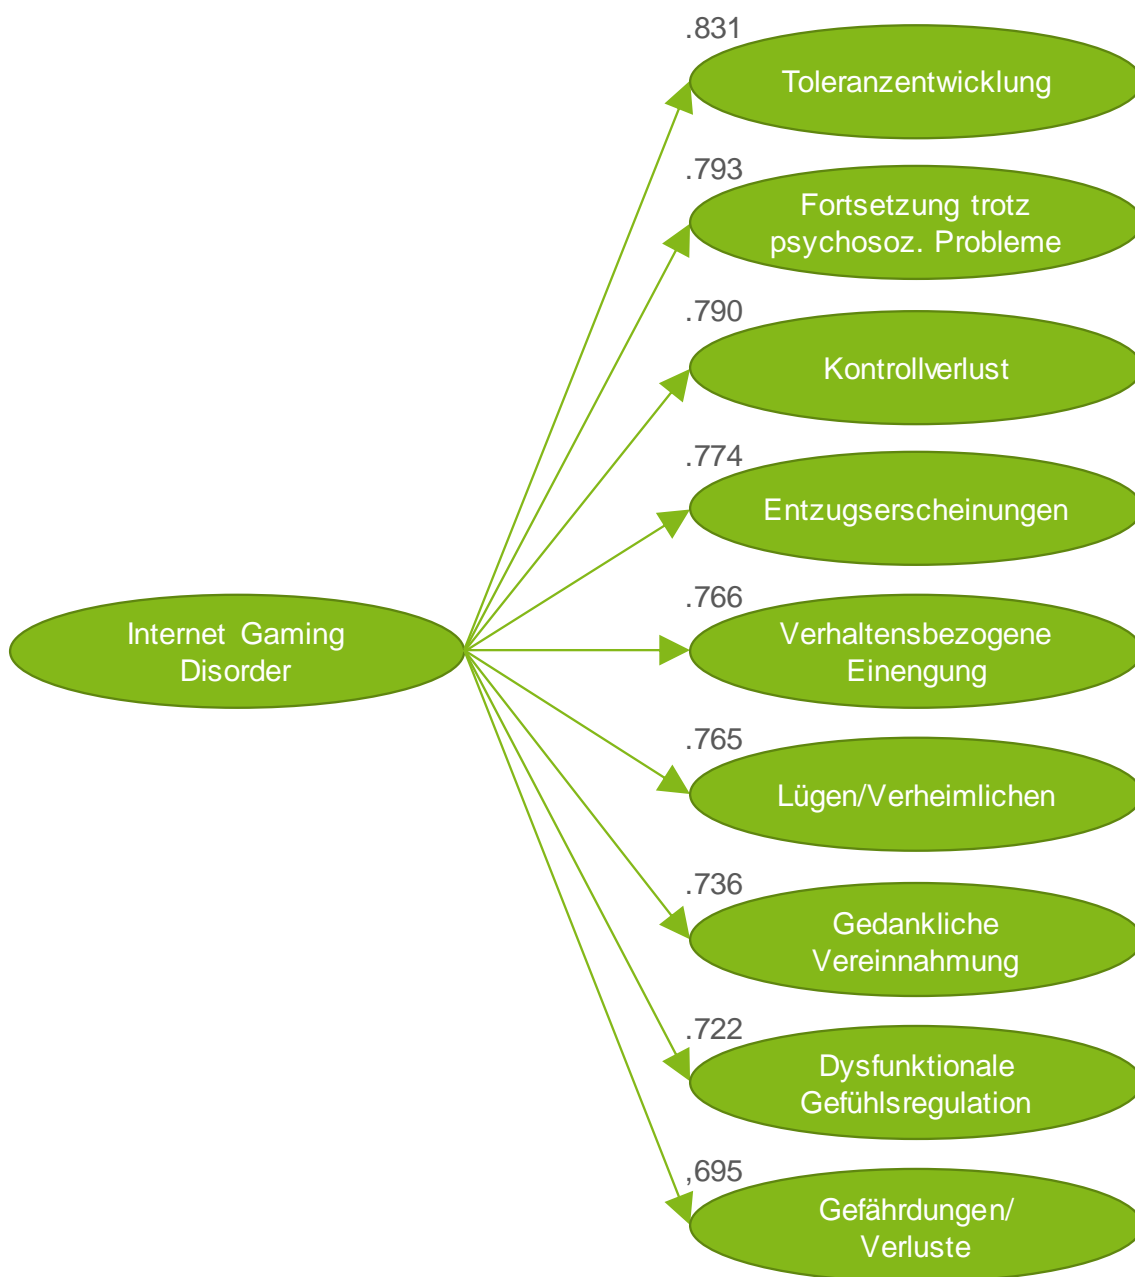 .831
Toleranzentwicklung
.793
Fortsetzung trotz
psychosoz. Probleme
.790
Kontrollverlust
.774
Entzugserscheinungen
Internet Gaming
Disorder
.766
Verhaltensbezogene
Einengung
.765
Lügen/Verheimlichen
.736
Gedankliche
Vereinnahmung
.722
Dysfunktionale
Gefühlsregulation
,695
Gefährdungen/
Verluste